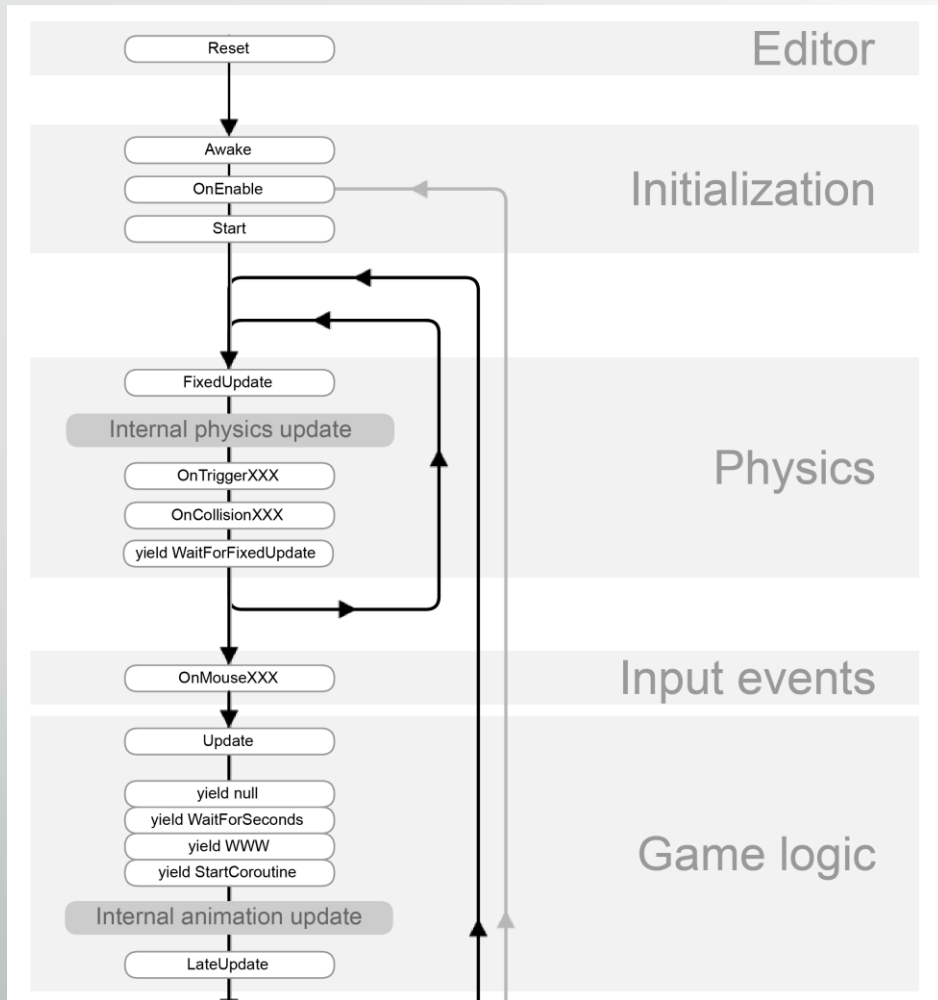 Reset
Editor
Awake
OnEnable
Initialization
Start
FixedUpdate
Internal physics update
Physics
OnTriggerXXX
OnCollisionXXX
yield WaitForFixedUpdate
OnMouseXXX
Input events
Update
yield null
yield WaitForSeconds
yield WWW
Game logic
yield StartCoroutine
Internal animation update
LateUpdate